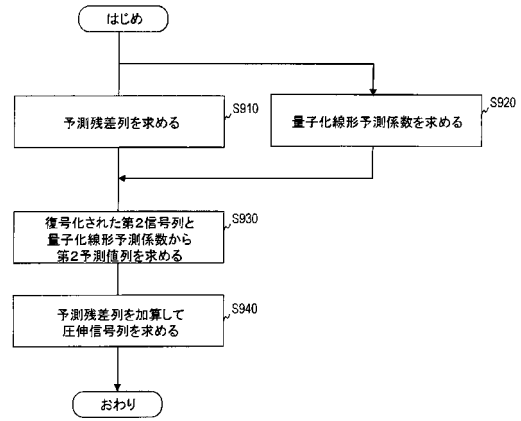 はじめ
S910
予測残差列を求める
S920
量子化線形予測係数を求める
S930
復号化された第2信号列と
量子化線形予測係数から
第2予測値列を求める
S940
予測残差列を加算して
圧伸信号列を求める
おわり